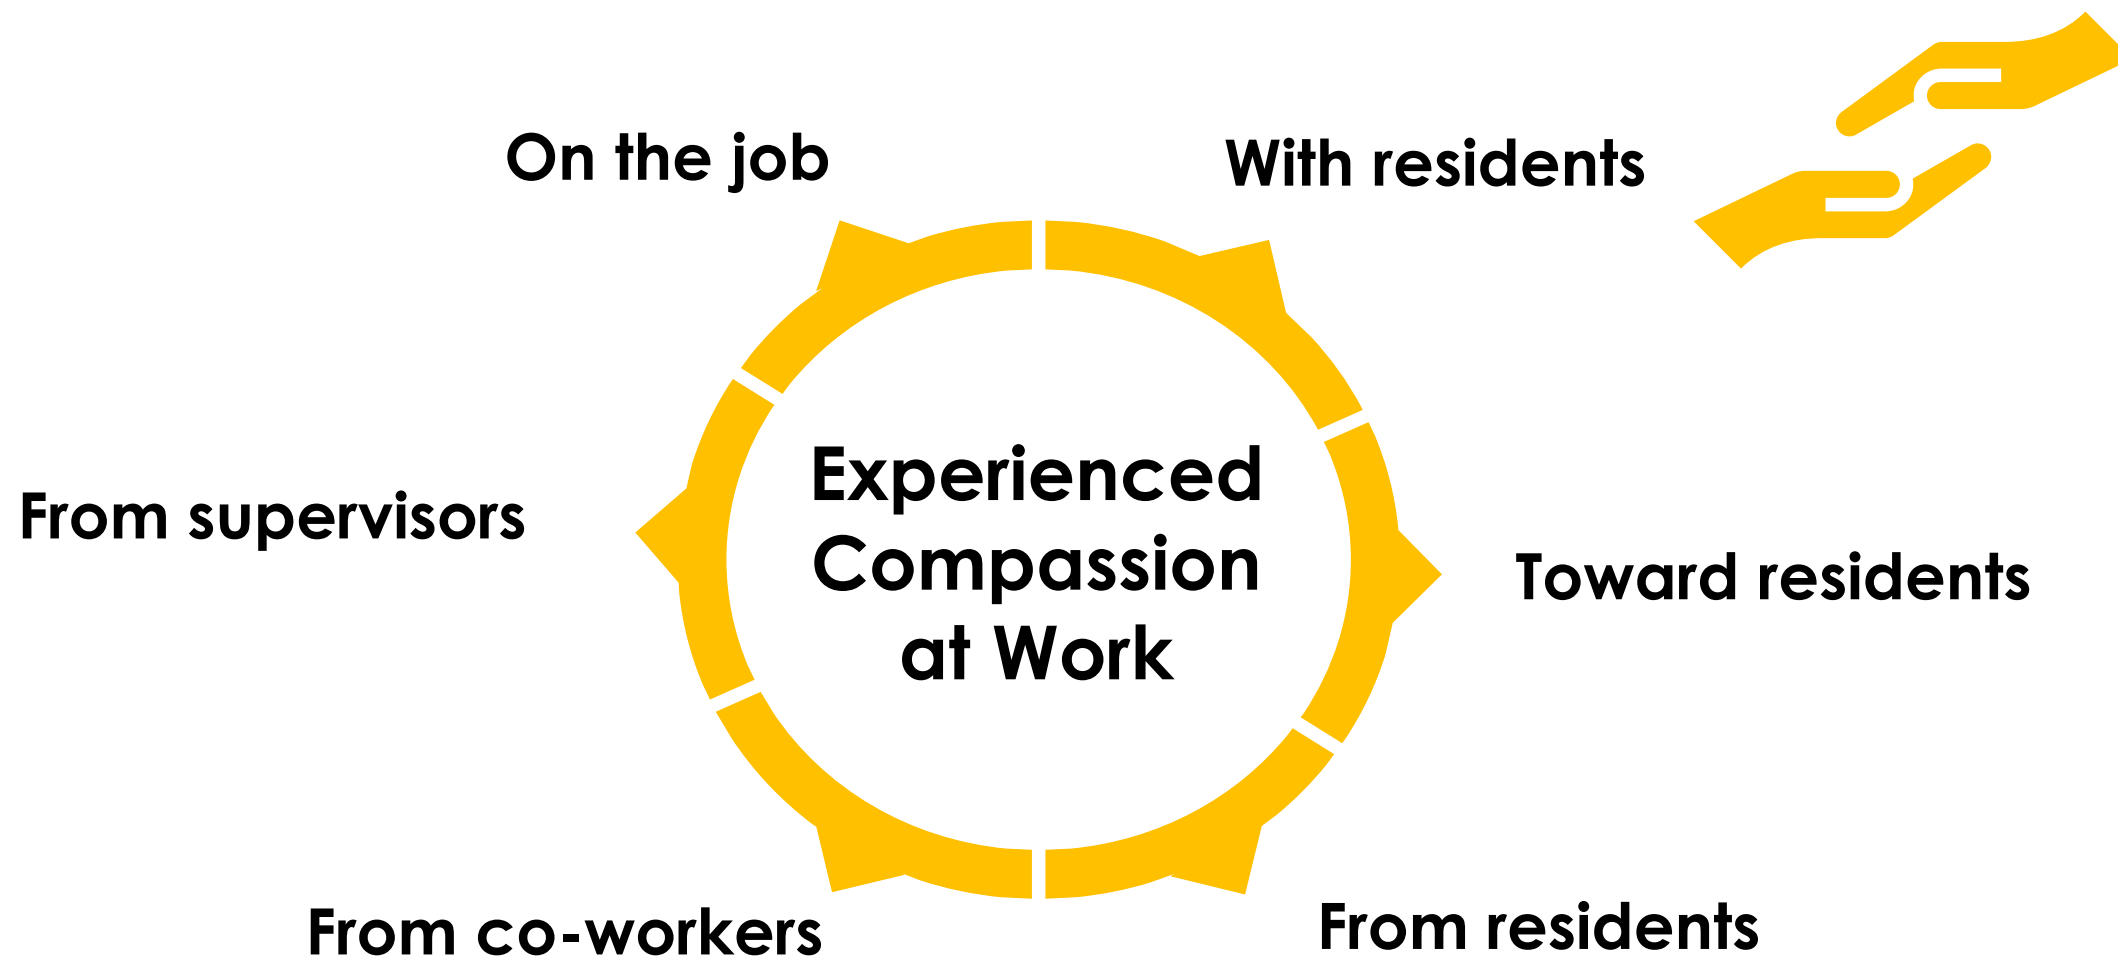 On the job
With residents
From supervisors
Experienced
Compassion
at Work
Toward residents
From co-workers
From residents